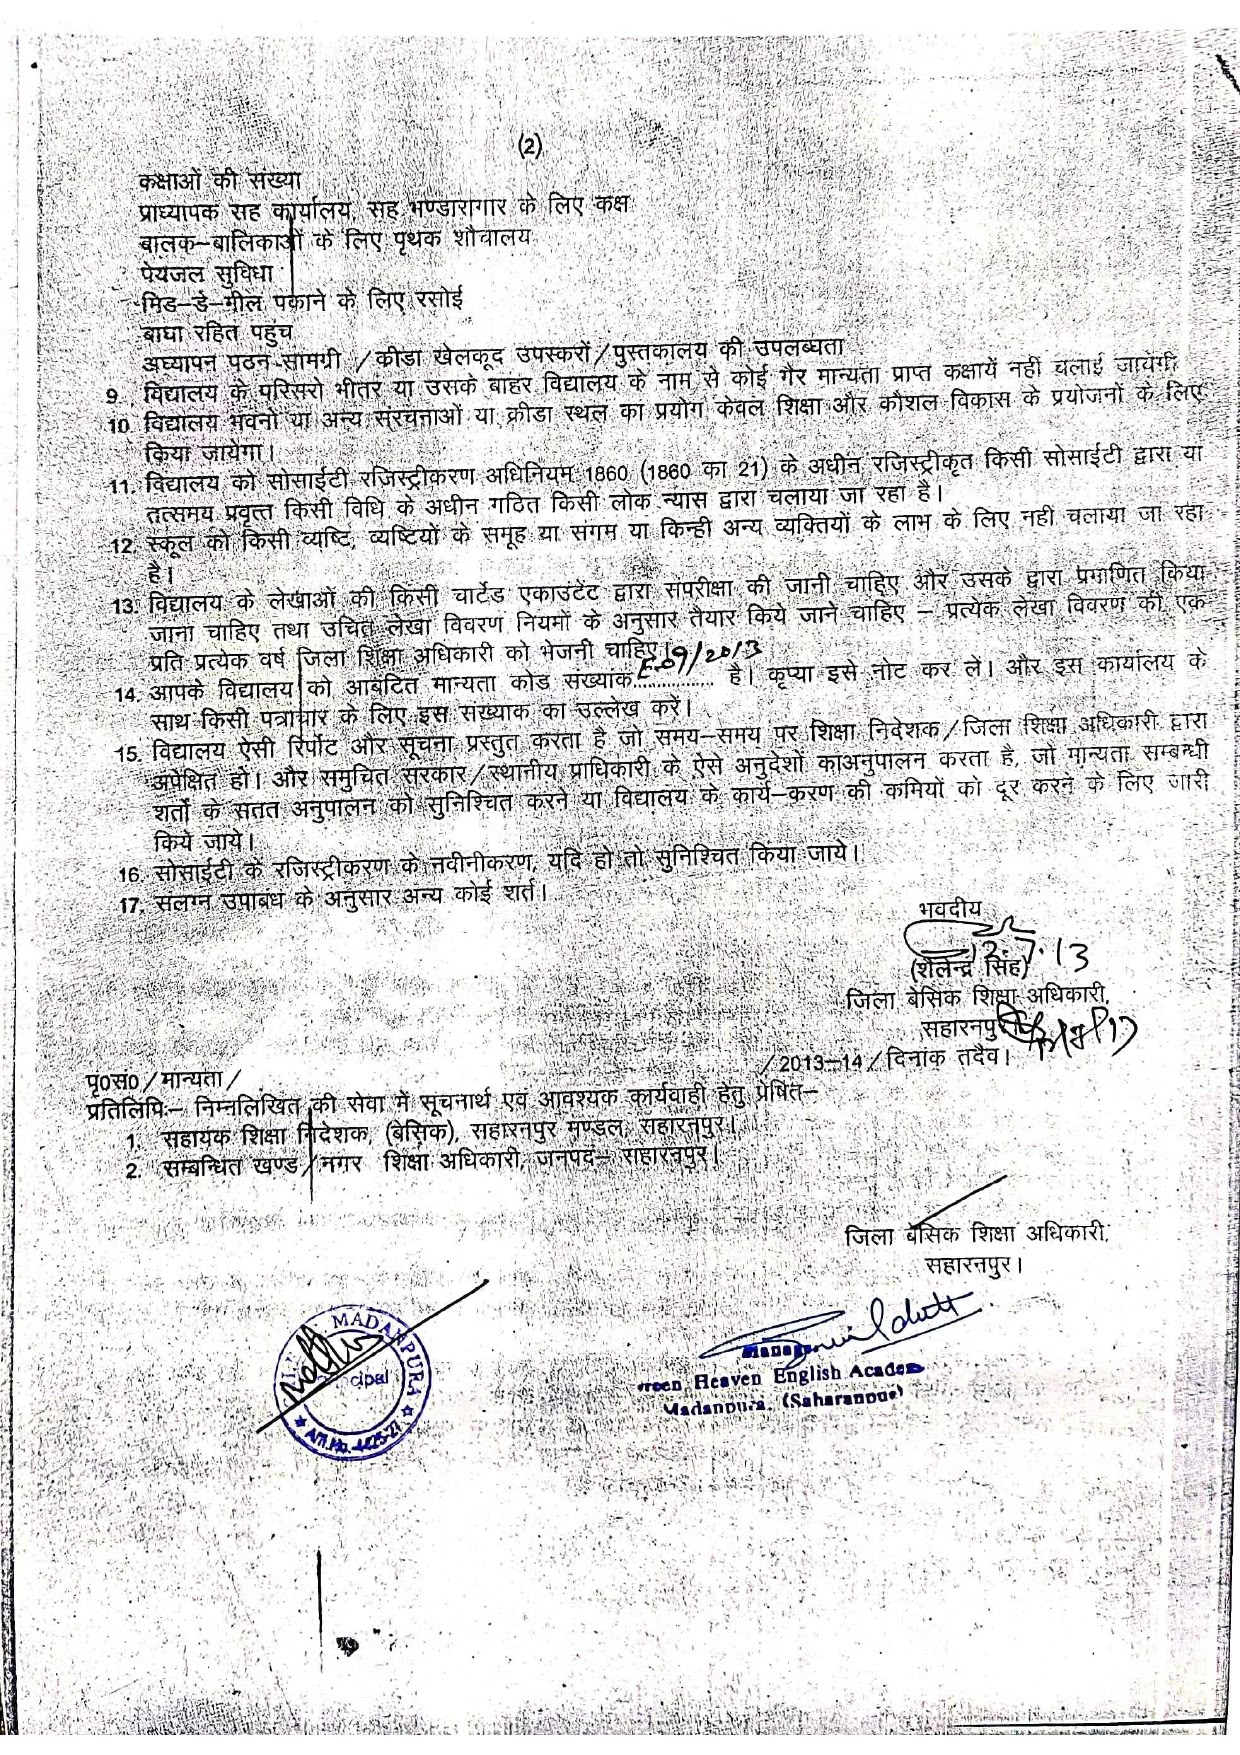 (2)
कक्षाओं की संख्या
प्राध्यापक सह कार्यालय, सह भण्डारागार के लिए कक्ष
बालक–बालिकाओं के लिए पृथक शौचालय
पेयजल सुविधा
मिड–डे–मील पकाने के लिए रसोई
बाधा रहित पहुंच
अध्यापन पठन सामग्री /क्रीडा खेलकूद उपस्करों/पुस्तकालय की उपलब्धता
9. विद्यालय के परिसरो भीतर या उसके बाहर विद्यालय के नाम से कोई गैर मान्यता प्राप्त कक्षायें नहीं चलाई जायेगी
10. विद्यालय भवनों या अन्य संरचनाओं या क्रीडा स्थल का प्रयोग केवल शिक्षा और कौशल विकास के प्रयोजनों के लिए
किया जायेगा।
11. विद्यालय को सोसाईटी रजिस्ट्रीकरण अधिनियम 1860 (1860 का 21) के अधीन रजिस्ट्रीकृत किसी सोसाईटी द्वारा या
तत्समय प्रवृत्त किसी विधि के अधीन गठित किसी लोक न्यास द्वारा चलाया जा रहा है।
12. स्कूल को किसी व्यष्टि, व्यष्टियों के समूह या संगम या किन्ही अन्य व्यक्तियों के लाभ के लिए नही चलाया जा रहा
है।
13. विद्यालय के लेखाओं की किसी चार्टेड एकाउंटेंट द्वारा संपरीक्षा की जानी चाहिए और उसके द्वारा प्रमाणित किया
जाना चाहिए तथा उचित लेखा विवरण नियमों के अनुसार तैयार किये जाने चाहिए – प्रत्येक लेखा विवरण की एक
प्रति प्रत्येक वर्ष जिला शिक्षा अधिकारी को भेजनी चाहिए।
14. आपके विद्यालय को आबंटित मान्यता कोड संख्यांक E.09/2013 है। कृप्या इसे नोट कर लें। और इस कार्यालय के
साथ किसी पत्राचार के लिए इस संख्याक का उल्लेख करें।
15. विद्यालय ऐसी रिर्पोट और सूचना प्रस्तुत करता है जो समय–समय पर शिक्षा निदेशक/जिला शिक्षा अधिकारी द्वारा
अपेक्षित हो। और समुचित सरकार/स्थानीय प्राधिकारी के ऐसे अनुदेशों काअनुपालन करता है, जो मान्यता सम्बन्धी
शर्तो के सतत अनुपालन को सुनिश्चित करने या विद्यालय के कार्य–करण की कमियों को दूर करने के लिए जारी
किये जाये।
16. सोसाईटी के रजिस्ट्रीकरण के नवीनीकरण, यदि हो तो सुनिश्चित किया जाये।
17. संलग्न उपाबंध के अनुसार अन्य कोई शर्त।
भवदीय
12.7.13
(शैलेन्द्र सिंह)
जिला बेसिक शिक्षा अधिकारी,
सहारनपुर
/2013–14/दिनांक तदैव।
पृ0सं0/मान्यता/
प्रतिलिपिः– निम्नलिखित की सेवा में सूचनार्थ एवं आवश्यक कार्यवाही हेतु प्रेषित–
1. सहायक शिक्षा निदेशक, (बेसिक), सहारनपुर मण्डल, सहारनपुर।
2. सम्बन्धित खण्ड/नगर शिक्षा अधिकारी, जनपद– सहारनपुर।
जिला बेसिक शिक्षा अधिकारी,
सहारनपुर।
MADANPURA
cipal
Manager
reen Heaven English Academ
Madanpura, (Saharanpur)